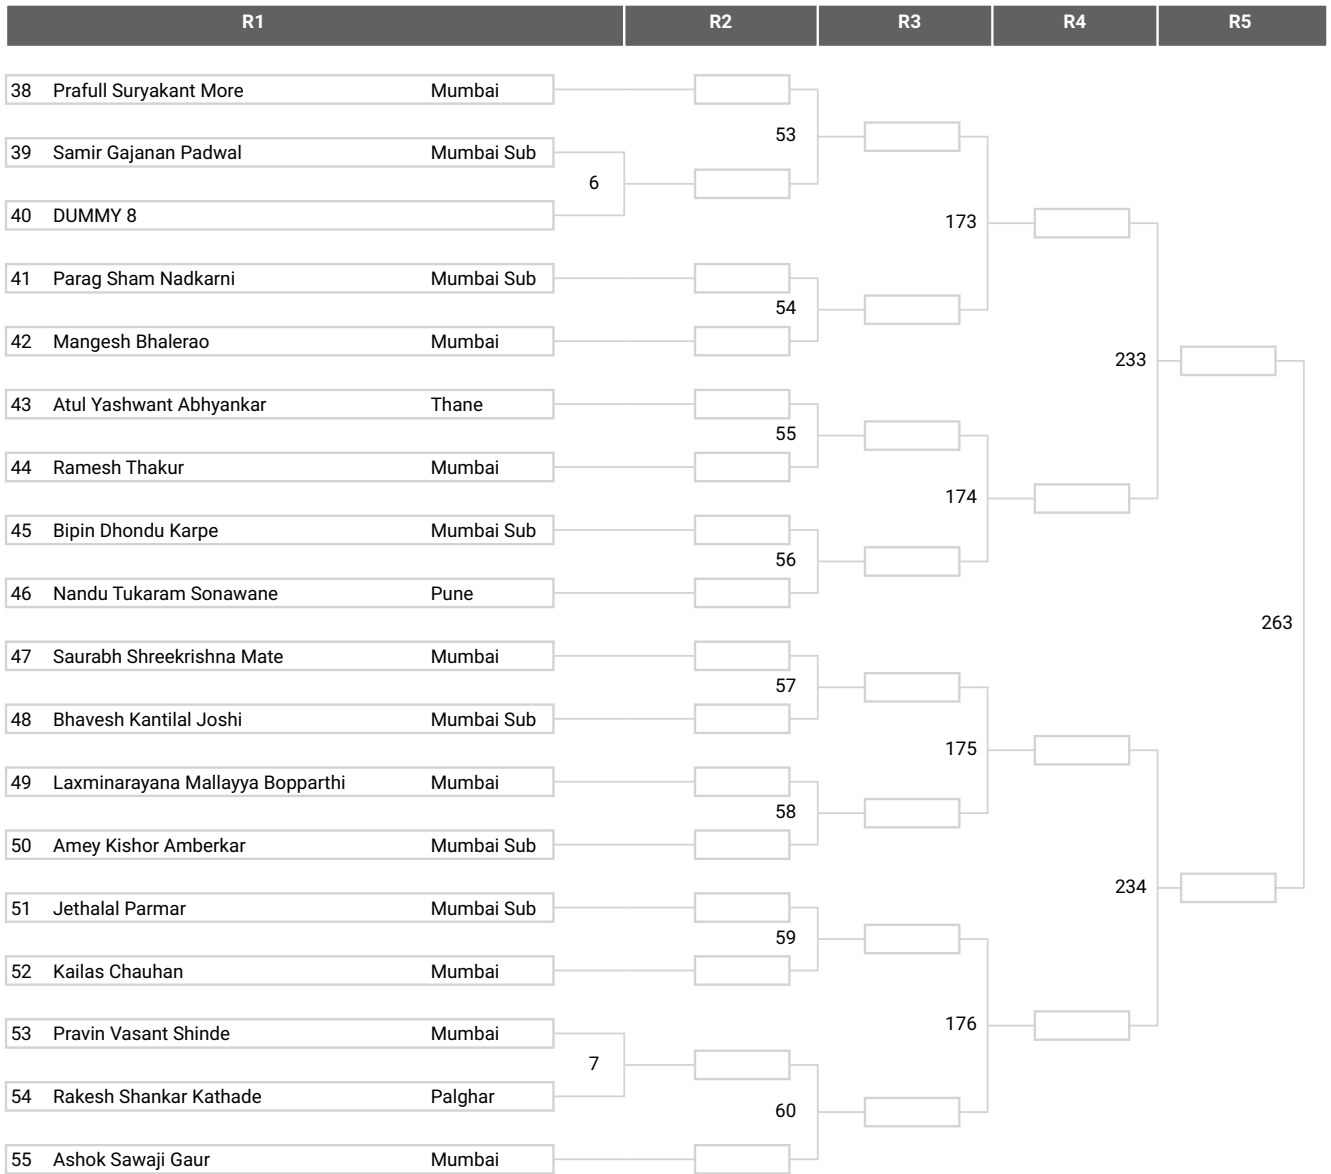 R1 R2 R3 R4 R5
38 Prafull Suryakant More Mumbai
53
39 Samir Gajanan Padwal Mumbai Sub
6
40 DUMMY 8
173
41 Parag Sham Nadkarni Mumbai Sub
54
42 Mangesh Bhalerao Mumbai
233
43 Atul Yashwant Abhyankar Thane
55
44 Ramesh Thakur Mumbai
174
45 Bipin Dhondu Karpe Mumbai Sub
56
46 Nandu Tukaram Sonawane Pune
263
47 Saurabh Shreekrishna Mate Mumbai
57
48 Bhavesh Kantilal Joshi Mumbai Sub
175
49 Laxminarayana Mallayya Bopparthi Mumbai
58
50 Amey Kishor Amberkar Mumbai Sub
234
51 Jethalal Parmar Mumbai Sub
59
52 Kailas Chauhan Mumbai
176
53 Pravin Vasant Shinde Mumbai
7
54 Rakesh Shankar Kathade Palghar
60
55 Ashok Sawaji Gaur Mumbai